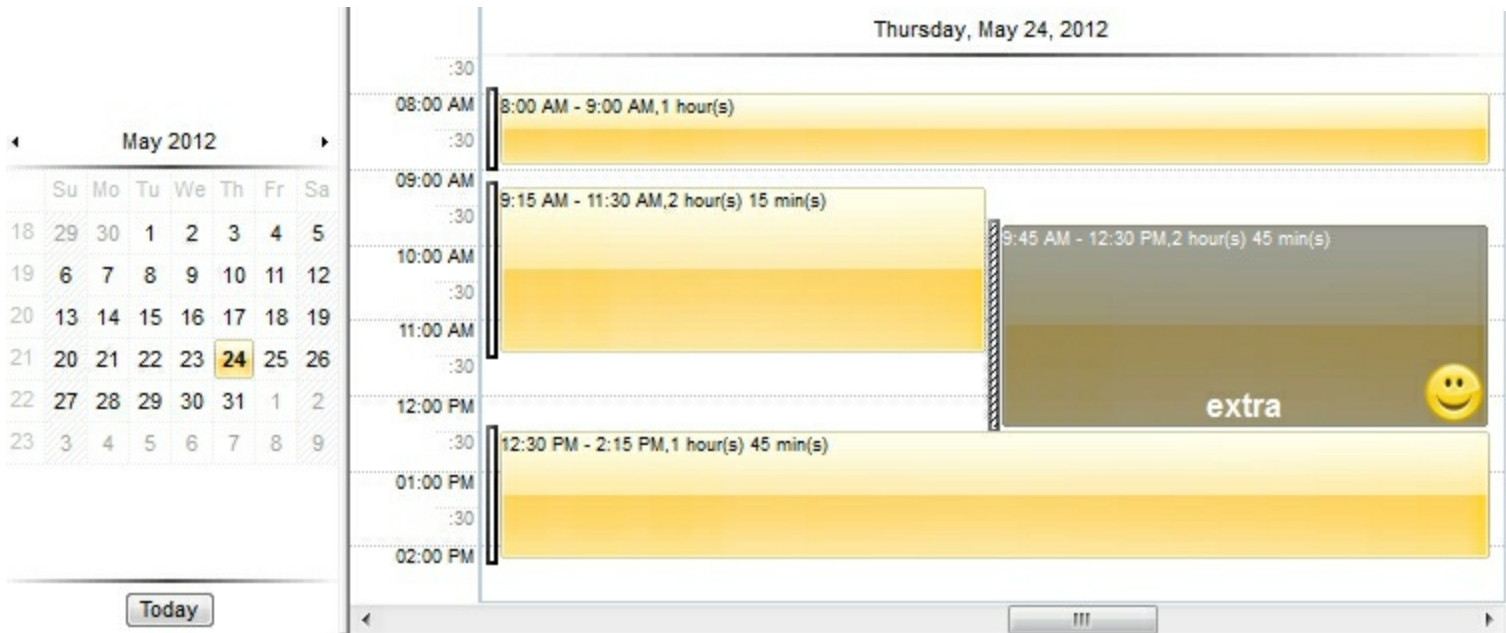 May 2012
Su Mo Tu We Th Fr Sa
18 29 30 1 2 3 4 5
19 6 7 8 9 10 11 12
20 13 14 15 16 17 18 19
21 20 21 22 23 24 25 26
22 27 28 29 30 31 1 2
23 3 4 5 6 7 8 9
Today
Thursday, May 24, 2012
:30
08:00 AM
:30
09:00 AM
:30
10:00 AM
:30
11:00 AM
:30
12:00 PM
:30
01:00 PM
:30
02:00 PM
8:00 AM - 9:00 AM,1 hour(s)
9:15 AM - 11:30 AM,2 hour(s) 15 min(s)
9:45 AM - 12:30 PM,2 hour(s) 45 min(s)
extra
12:30 PM - 2:15 PM,1 hour(s) 45 min(s)